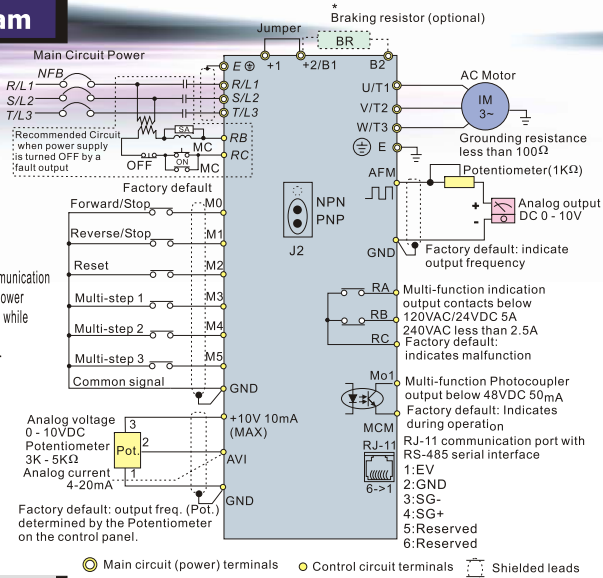 am
*
Braking resistor (optional)
Jumper
BR
Main Circuit Power
NFB
E
+1
+2/B1
B2
AC Motor
R/L1
R/L1
U/T1
S/L2
S/L2
V/T2
IM
3~
T/L3
T/L3
W/T3
Recommended Circuit
when power supply
is turned OFF by a
fault output
SA
MC
RB
RC
OFF
ON
MC
E
Grounding resistance
less than 100Ω
AFM
Potentiometer(1KΩ)
Factory default
NPN
PNP
J2
+
-
Analog output
DC 0 - 10V
GND
Factory default: indicate
output frequency
Forward/Stop
M0
Reverse/Stop
M1
Reset
M2
Multi-step 1
M3
Multi-step 2
M4
Multi-step 3
M5
Common signal
GND
munication
ower
while
RA
RB
RC
Multi-function indication
output contacts below
120VAC/24VDC 5A
240VAC less than 2.5A
Factory default:
indicates malfunction
Mo1
MCM
Multi-function Photocoupler
output below 48VDC 50mA
Factory default: Indicates
during operation
Analog voltage
0 - 10VDC
Potentiometer
3K - 5KΩ
Analog current
4-20mA
3
Pot.
2
1
+10V 10mA
(MAX)
AVI
GND
RJ-11
6->1
RJ-11 communication port with
RS-485 serial interface
1:EV
2:GND
3:SG-
4:SG+
5:Reserved
6:Reserved
Factory default: output freq. (Pot.)
determined by the Potentiometer
on the control panel.
Main circuit (power) terminals
Control circuit terminals
Shielded leads